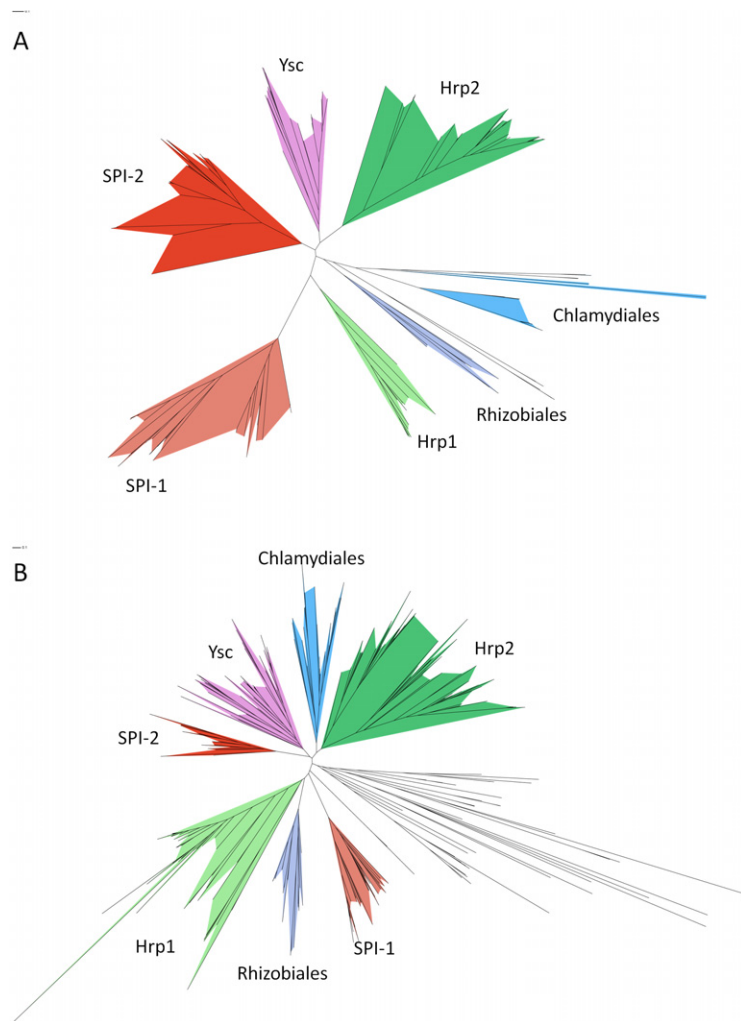 A
Ysc
Hrp2
SPI-2
Chlamydiales
Rhizobiales
Hrp1
SPI-1
B
Chlamydiales
Ysc
Hrp2
SPI-2
Hrp1
Rhizobiales
SPI-1